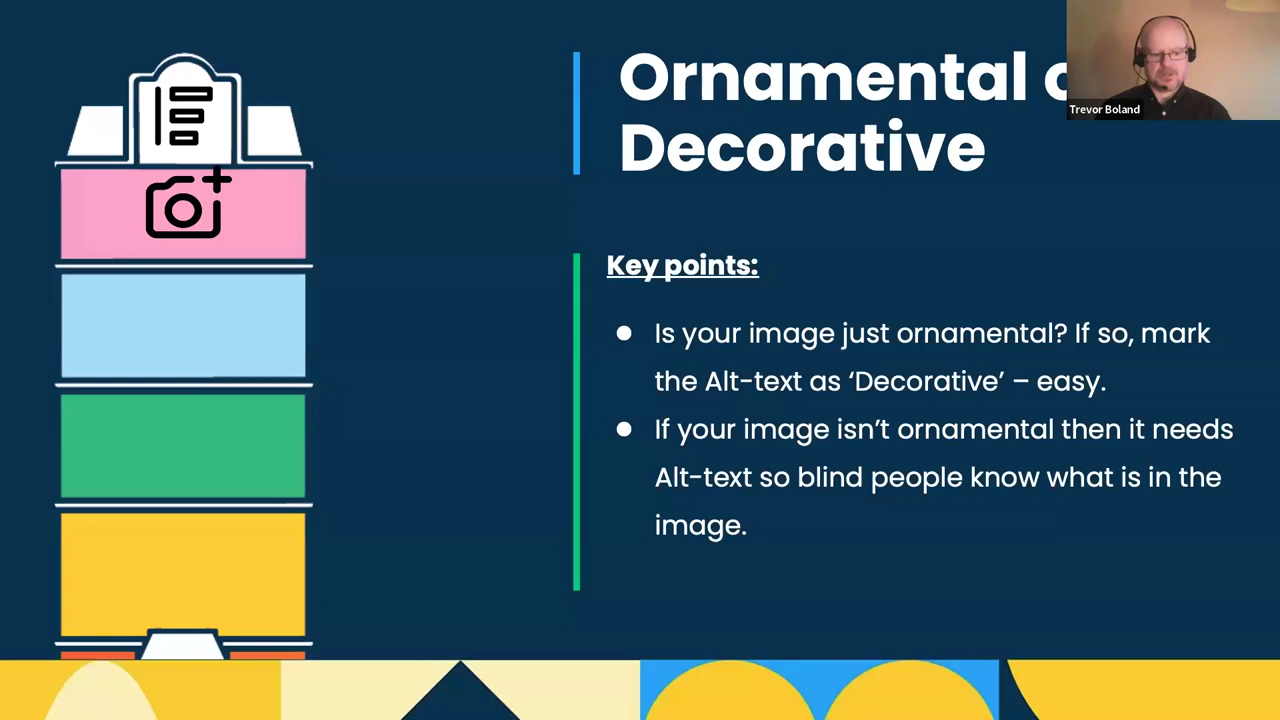 Ornamental
Decorative
Trevor Boland
Key points:
● Is your image just ornamental? If so, mark
the Alt-text as ‘Decorative’ – easy.
● If your image isn’t ornamental then it needs
Alt-text so blind people know what is in the
image.